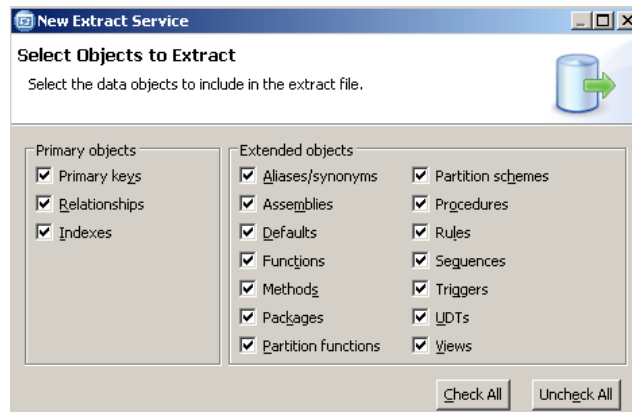 New Extract Service
Select Objects to Extract
Select the data objects to include in the extract file.
Primary objects
Primary keys
Relationships
Indexes
Extended objects
Aliases/synonyms
Assemblies
Defaults
Functions
Methods
Packages
Partition functions
Partition schemes
Procedures
Rules
Sequences
Triggers
UDTs
Views
Check All
Uncheck All